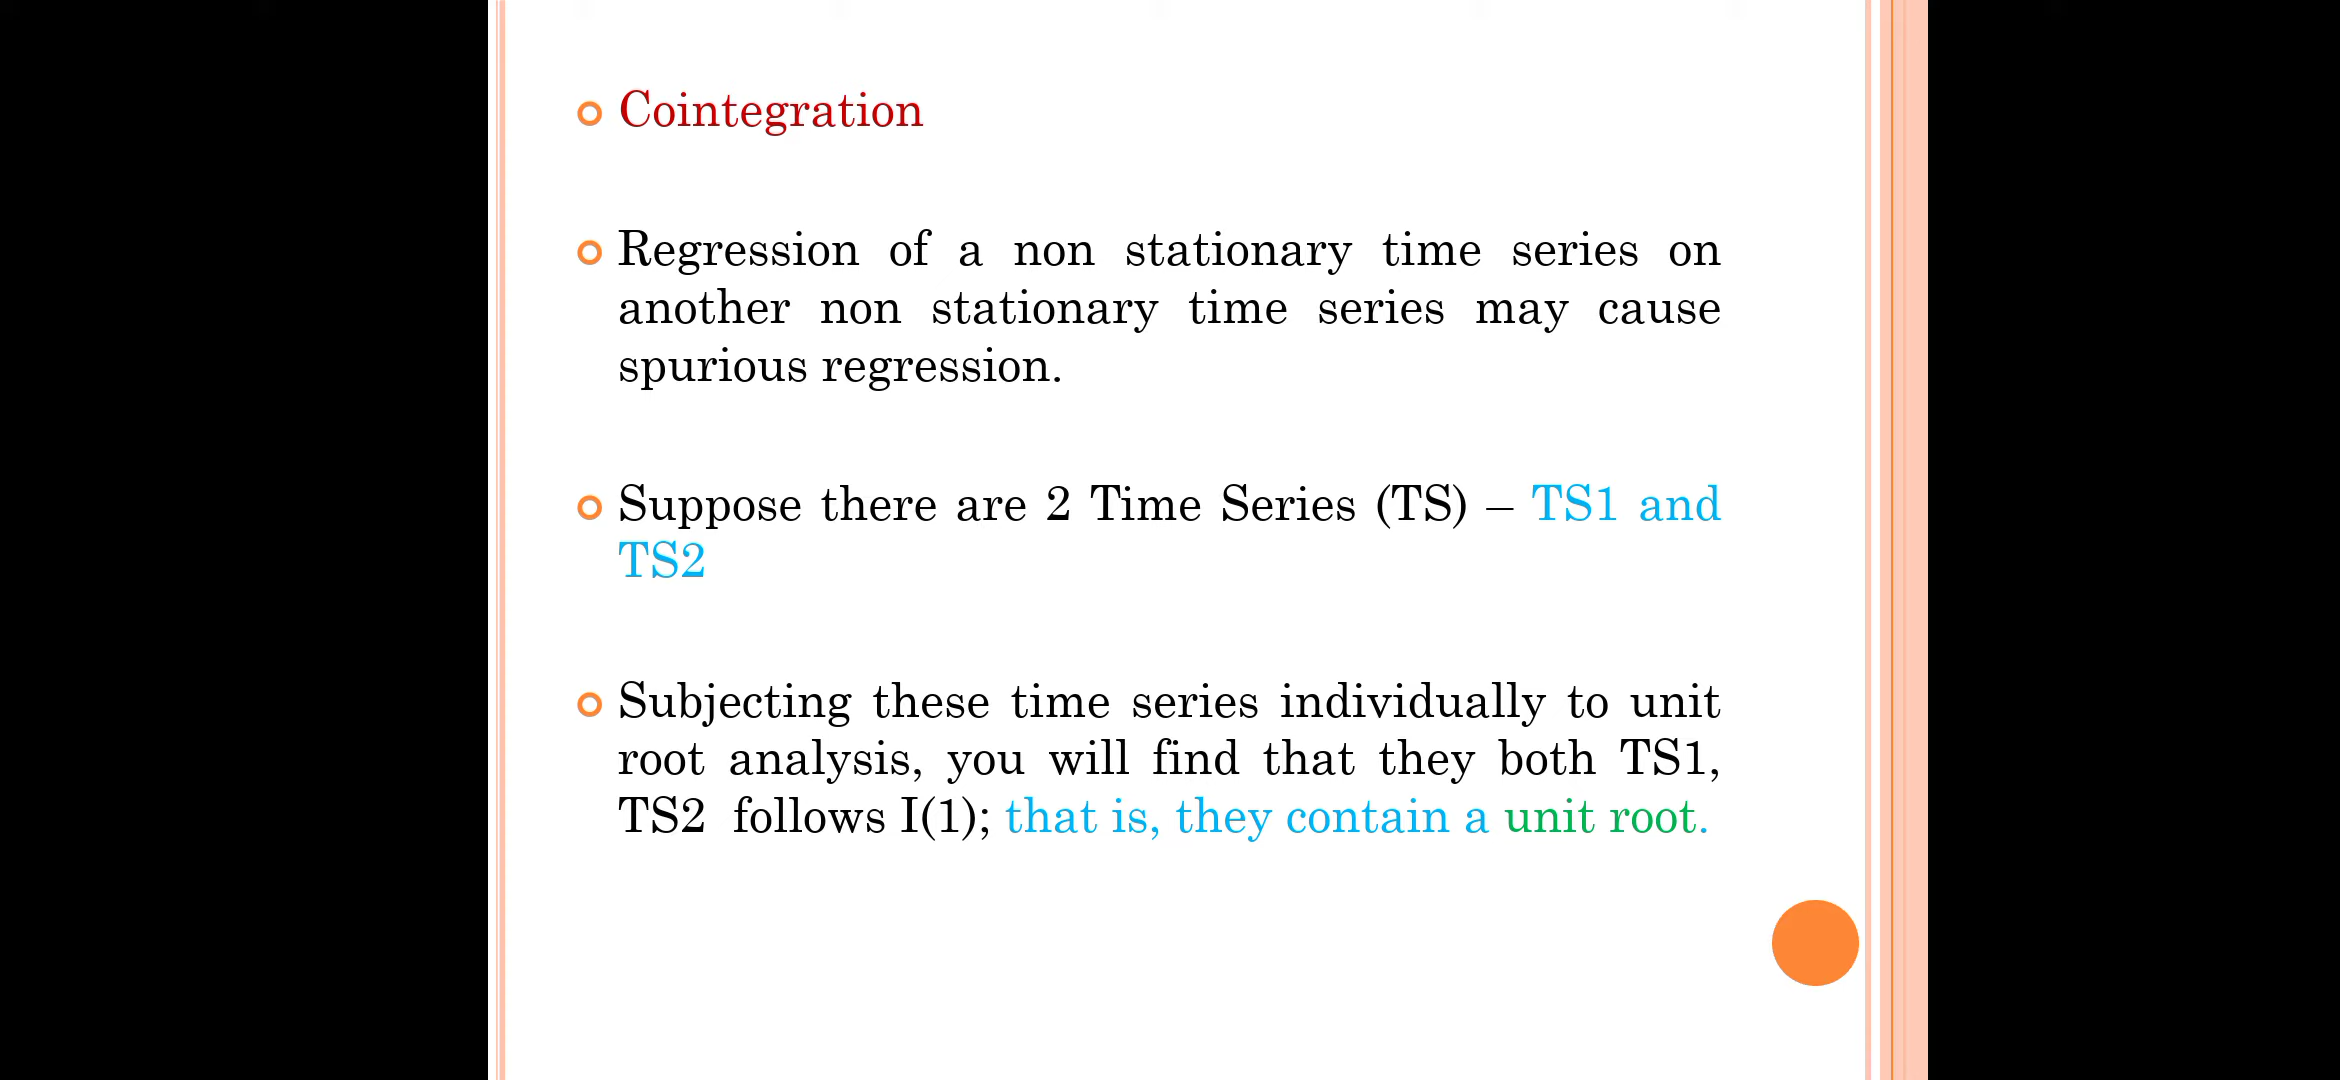 Cointegration
Regression of a non stationary time series on
another non stationary time series may cause
spurious regression.
Suppose there are 2 Time Series (TS) – TS1 and
TS2
Subjecting these time series individually to unit
root analysis, you will find that they both TS1,
TS2 follows I(1); that is, they contain a unit root.